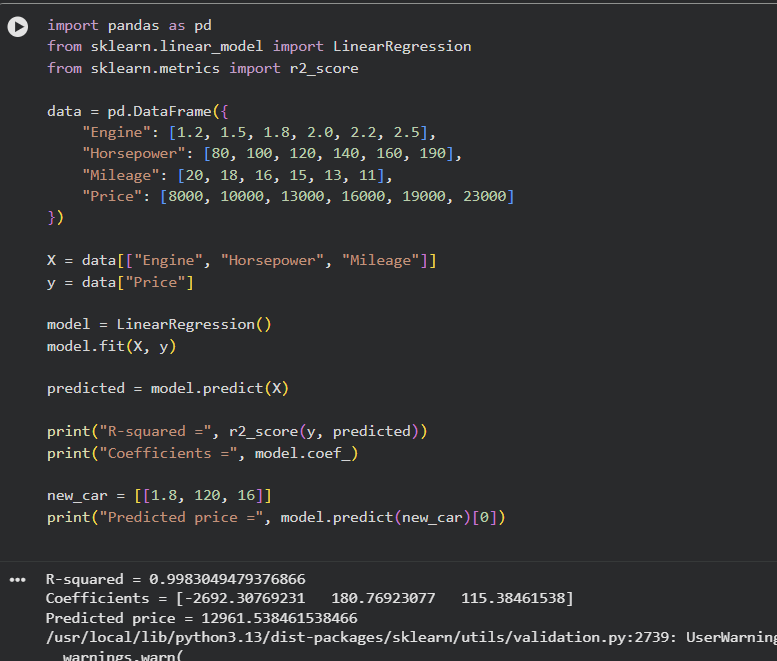 import pandas as pd
from sklearn.linear_model import LinearRegression
from sklearn.metrics import r2_score
data = pd.DataFrame({
    "Engine": [1.2, 1.5, 1.8, 2.0, 2.2, 2.5],
    "Horsepower": [80, 100, 120, 140, 160, 190],
    "Mileage": [20, 18, 16, 15, 13, 11],
    "Price": [8000, 10000, 13000, 16000, 19000, 23000]
})
X = data[["Engine", "Horsepower", "Mileage"]]
y = data["Price"]
model = LinearRegression()
model.fit(X, y)
predicted = model.predict(X)
print("R-squared =", r2_score(y, predicted))
print("Coefficients =", model.coef_)
new_car = [[1.8, 120, 16]]
print("Predicted price =", model.predict(new_car)[0])
R-squared = 0.9983049479376866
Coefficients = [-2692.30769231   180.76923077   115.38461538]
Predicted price = 12961.538461538466
/usr/local/lib/python3.13/dist-packages/sklearn/utils/validation.py:2739: UserWarning
  warnings.warn(